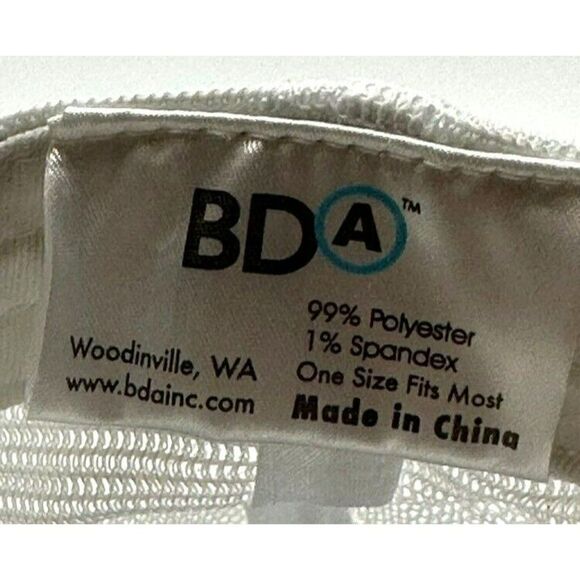 BDA™
99% Polyester
1% Spandex
One Size Fits Most
Made in China
Woodinville, WA
www.bdainc.com